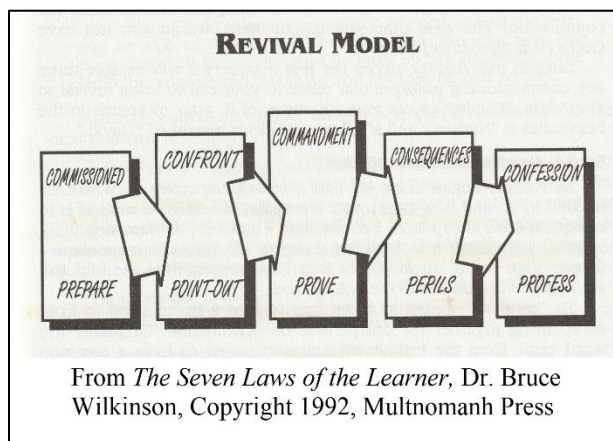 REVIVAL MODEL
COMMISSIONED
PREPARE
CONFRONT
POINT-OUT
COMMANDMENT
PROVE
CONSEQUENCES
PERILS
CONFESSION
PROFESS
From The Seven Laws of the Learner, Dr. Bruce
Wilkinson, Copyright 1992, Multnomanh Press